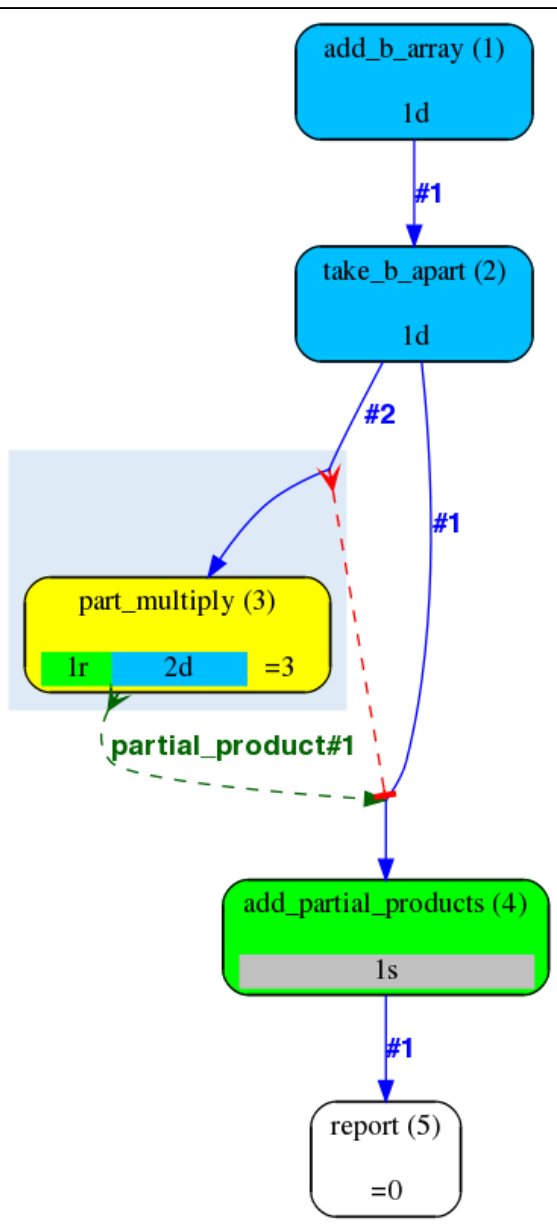 add_b_array (1)
1d
#1
take_b_apart (2)
1d
#2
#1
part_multiply (3)
1r 2d =3
partial_product#1
add_partial_products (4)
1s
#1
report (5)
=0